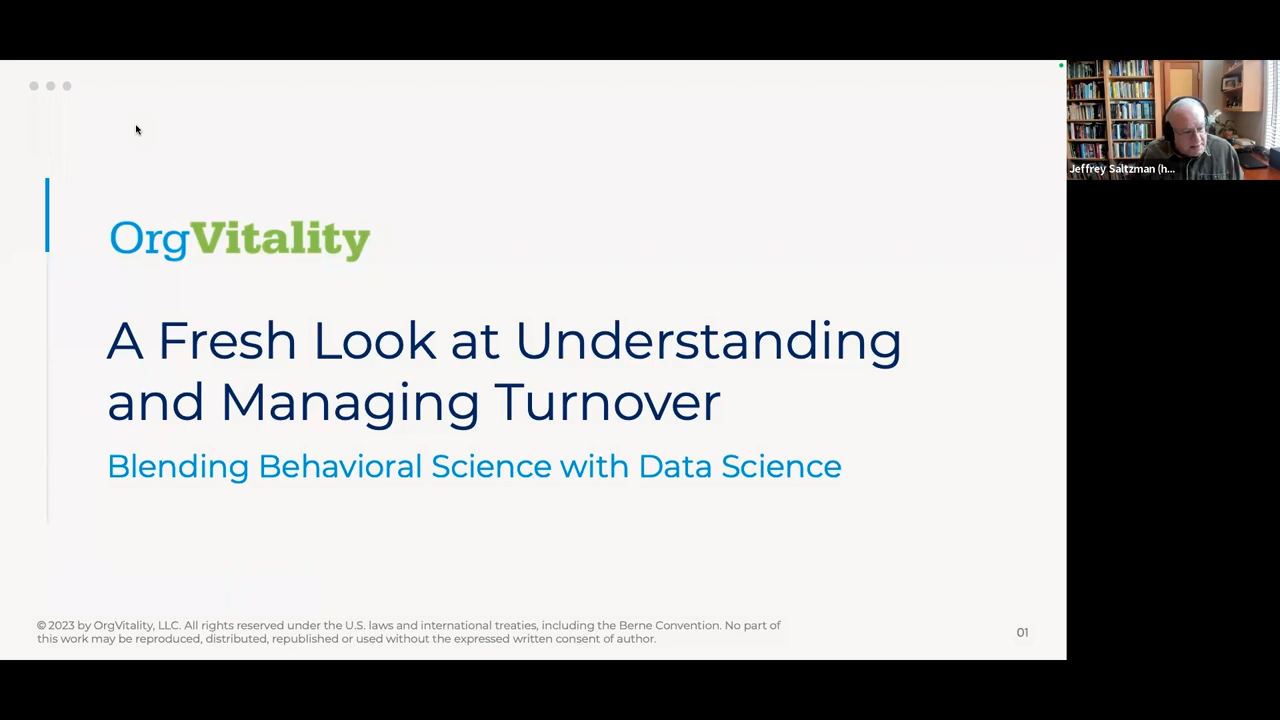 OrgVitality
A Fresh Look at Understanding
and Managing Turnover
Blending Behavioral Science with Data Science
© 2023 by OrgVitality, LLC. All rights reserved under the U.S. laws and international treaties, including the Berne Convention. No part of
this work may be reproduced, distributed, republished or used without the expressed written consent of author.
01
Jeffrey Saltzman (h...